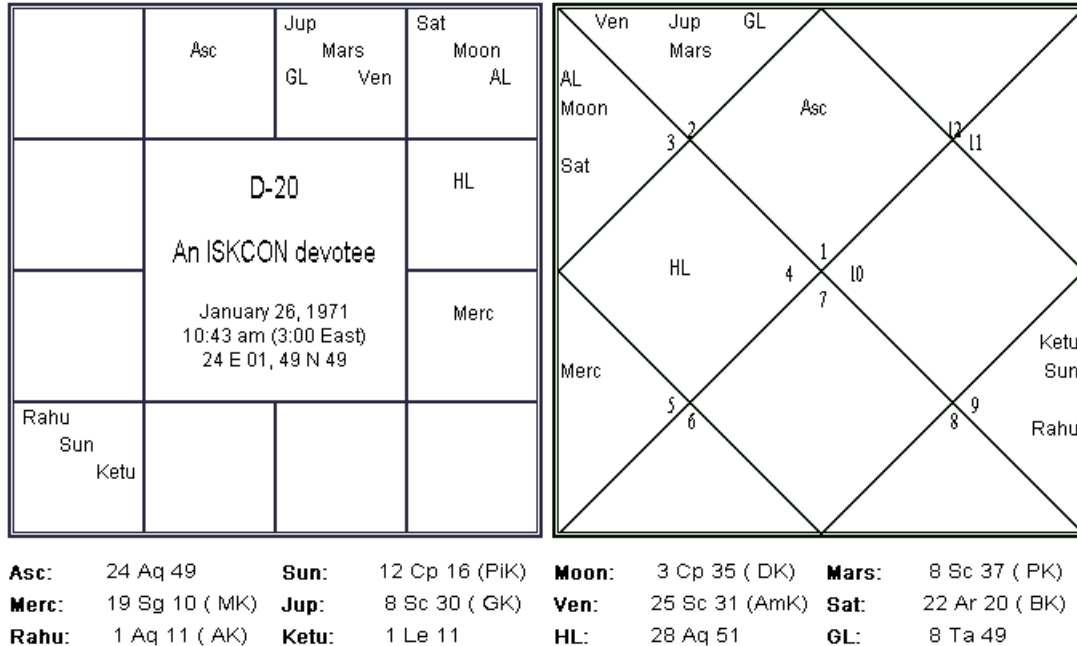 Asc
Jup
Mars
GL Ven
Sat
Moon
AL
HL
Merc
Rahu
Sun
Ketu
D-20
An ISKCON devotee
January 26, 1971
10:43 am (3:00 East)
24 E 01, 49 N 49
Ven Jup GL
Mars
AL
Moon
Asc
2
3
Sat
12
11
HL
1
4 10
7
Merc
Ketu
Sun
5
6
9
8
Rahu
Asc: 24 Aq 49 Sun: 12 Cp 16 (PiK) Moon: 3 Cp 35 ( DK) Mars: 8 Sc 37 ( PK)
Merc: 19 Sg 10 ( MK) Jup: 8 Sc 30 ( GK) Ven: 25 Sc 31 (AmK) Sat: 22 Ar 20 ( BK)
Rahu: 1 Aq 11 ( AK) Ketu: 1 Le 11 HL: 28 Aq 51 GL: 8 Ta 49